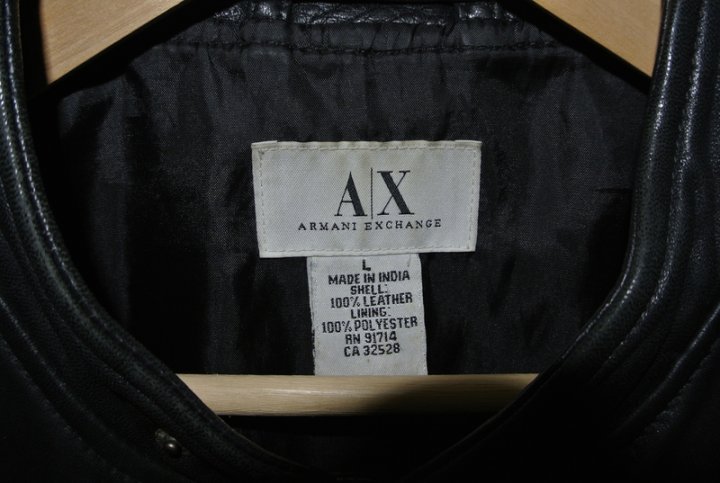 A|X
ARMANI EXCHANGE
L
MADE IN INDIA
SHELL:
100% LEATHER
LINING:
100% POLYESTER
RN 91714
CA 32528